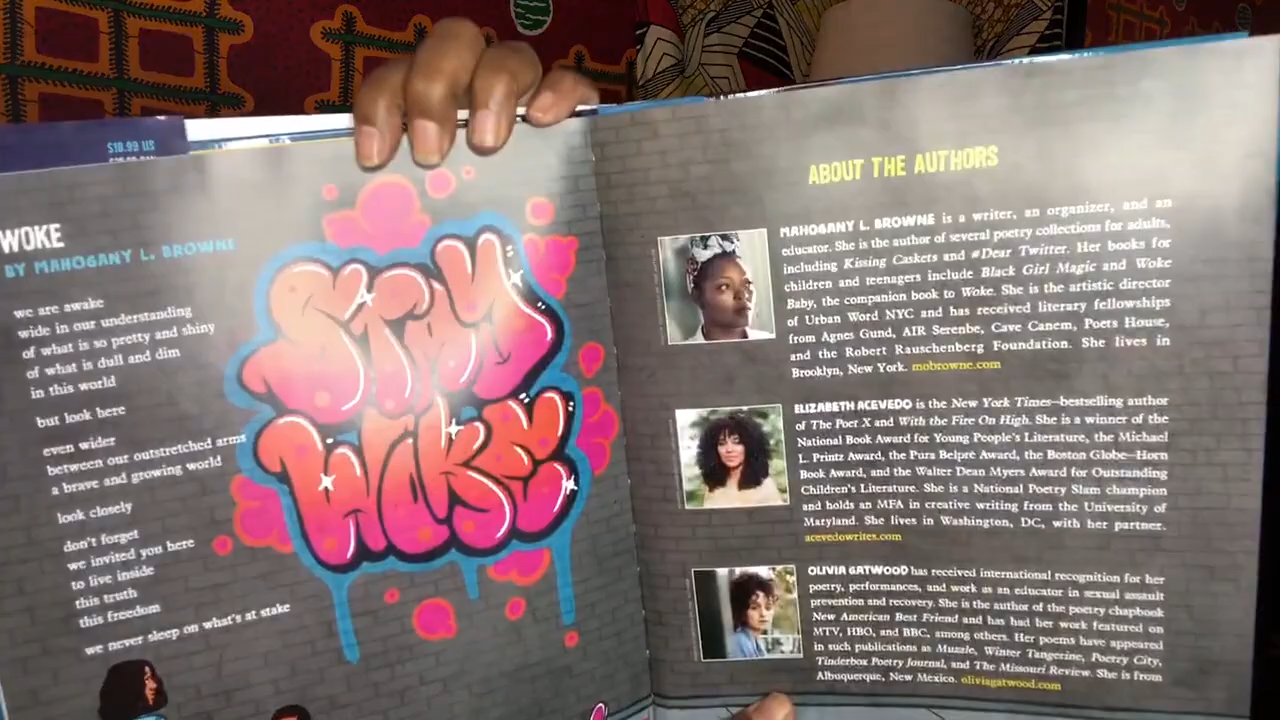 $18.99 US
WOKE
BY MAHOGANY L. BROWNE
we are awake
wide in our understanding
of what is so pretty and shiny
of what is dull and dim
in this world
but look here
even wider
between our outstretched arms
a brave and growing world
look closely
don't forget
we invited you here
to live inside
this truth
this freedom
we never sleep on what's at stake
STAY
WOKE
ABOUT THE AUTHORS
MAHOGANY L. BROWNE is a writer, an organizer, and an
educator. She is the author of several poetry collections for adults,
including Kissing Caskets and #Dear Twitter. Her books for
children and teenagers include Black Girl Magic and Woke
Baby, the companion book to Woke. She is the artistic director
of Urban Word NYC and has received literary fellowships
from Agnes Gund, AIR Serenbe, Cave Canem, Poets House,
and the Robert Rauschenberg Foundation. She lives in
Brooklyn, New York. mobrowne.com
ELIZABETH ACEVEDO is the New York Times–bestselling author
of The Poet X and With the Fire On High. She is a winner of the
National Book Award for Young People's Literature, the Michael
L. Printz Award, the Pura Belpré Award, the Boston Globe–Horn
Book Award, and the Walter Dean Myers Award for Outstanding
Children's Literature. She is a National Poetry Slam champion
and holds an MFA in creative writing from the University of
Maryland. She lives in Washington, DC, with her partner.
acevedowrites.com
OLIVIA GATWOOD has received international recognition for her
poetry, performances, and work as an educator in sexual assault
prevention and recovery. She is the author of the poetry chapbook
New American Best Friend and has had her work featured on
MTV, HBO, and BBC, among others. Her poems have appeared
in such publications as Muzzle, Winter Tangerine, Poetry City,
Tinderbox Poetry Journal, and The Missouri Review. She is from
Albuquerque, New Mexico. oliviagatwood.com